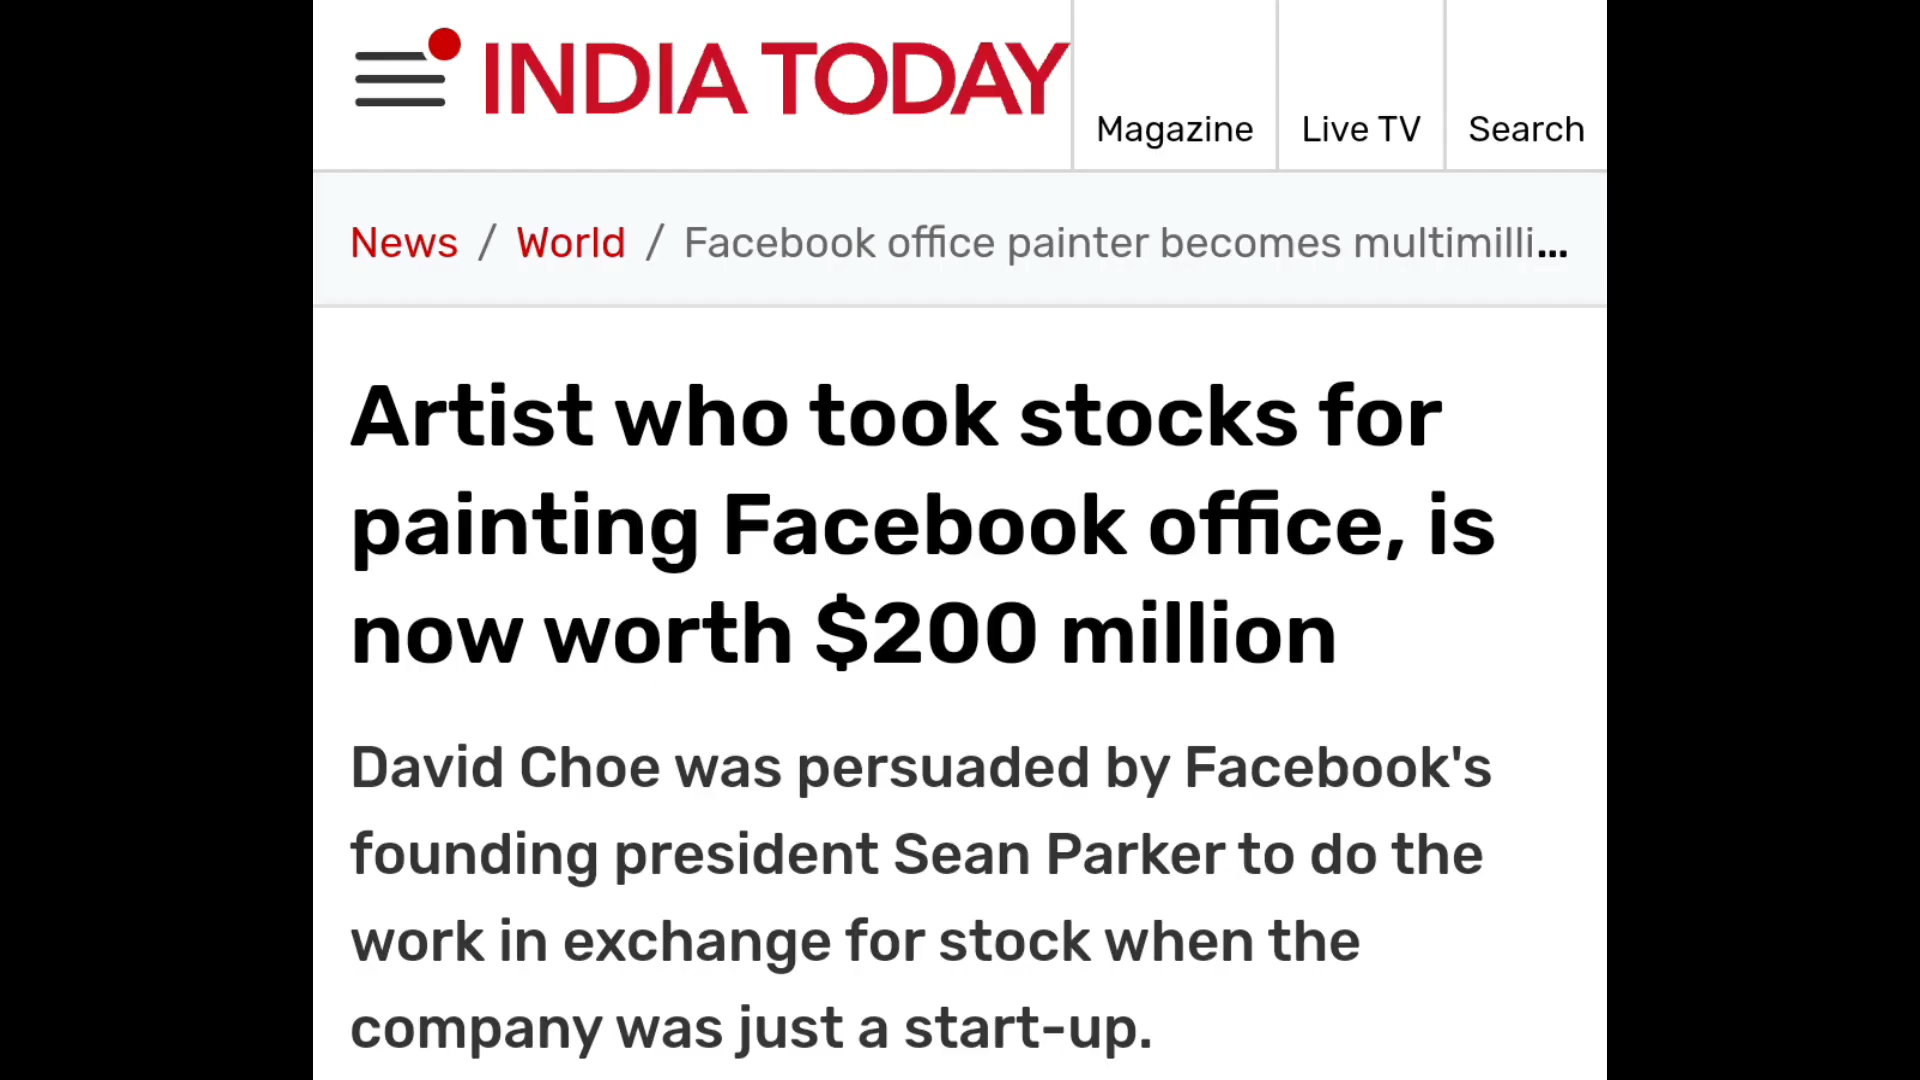 INDIA TODAY
Magazine
Live TV
Search
News / World / Facebook office painter becomes multimilli...
Artist who took stocks for
painting Facebook office, is
now worth $200 million
David Choe was persuaded by Facebook's
founding president Sean Parker to do the
work in exchange for stock when the
company was just a start-up.